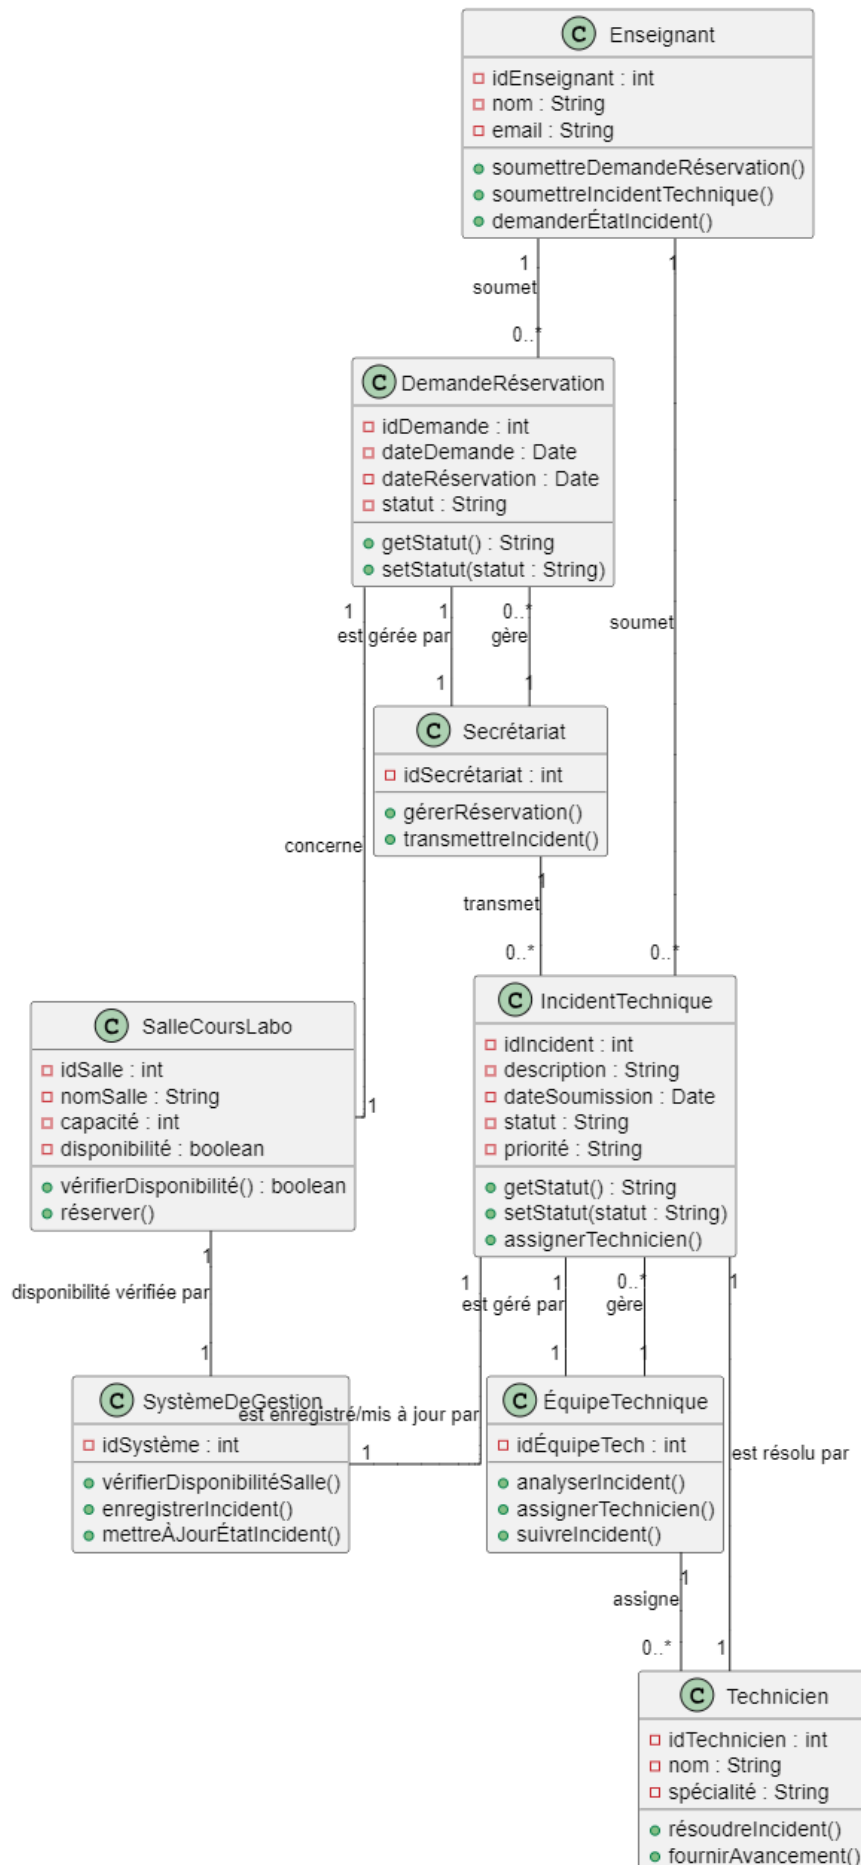 C Enseignant
idEnseignant : int
nom : String
email : String
soumettreDemandeRéservation()
soumettreIncidentTechnique()
demanderÉtatIncident()
1
1
soumet
0..*
C DemandeRéservation
idDemande : int
dateDemande : Date
dateRéservation : Date
statut : String
getStatut() : String
setStatut(statut : String)
1
1
0..*
est gérée par
gère
soumet
1
1
C Secrétariat
idSecrétariat : int
gérerRéservation()
transmettreIncident()
concerne
1
transmet
0..*
0..*
C SalleCoursLabo
idSalle : int
nomSalle : String
capacité : int
disponibilité : boolean
vérifierDisponibilité() : boolean
réserver()
1
C IncidentTechnique
idIncident : int
description : String
dateSoumission : Date
statut : String
priorité : String
getStatut() : String
setStatut(statut : String)
assignerTechnicien()
1
disponibilité vérifiée par
1
1
1
0..*
1
est géré par
gère
1
1
C SystèmeDeGestion
idSystème : int
vérifierDisponibilitéSalle()
enregistrerIncident()
mettreÀJourÉtatIncident()
est enregistré/mis à jour par
1
C ÉquipeTechnique
idÉquipeTech : int
analyserIncident()
assignerTechnicien()
suivreIncident()
est résolu par
1
assigne
0..*
1
C Technicien
idTechnicien : int
nom : String
spécialité : String
résoudreIncident()
fournirAvancement()